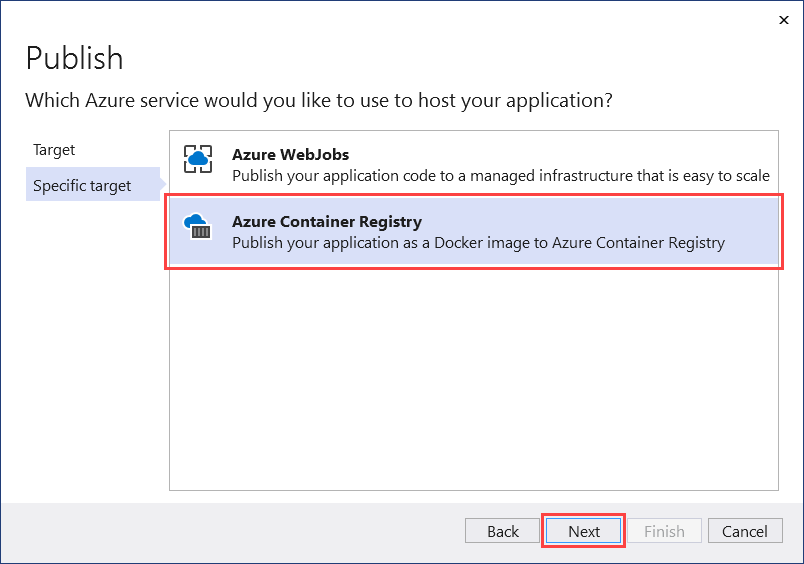 Publish
Which Azure service would you like to use to host your application?
Target
Specific target
Azure WebJobs
Publish your application code to a managed infrastructure that is easy to scale
Azure Container Registry
Publish your application as a Docker image to Azure Container Registry
Back
Next
Finish
Cancel